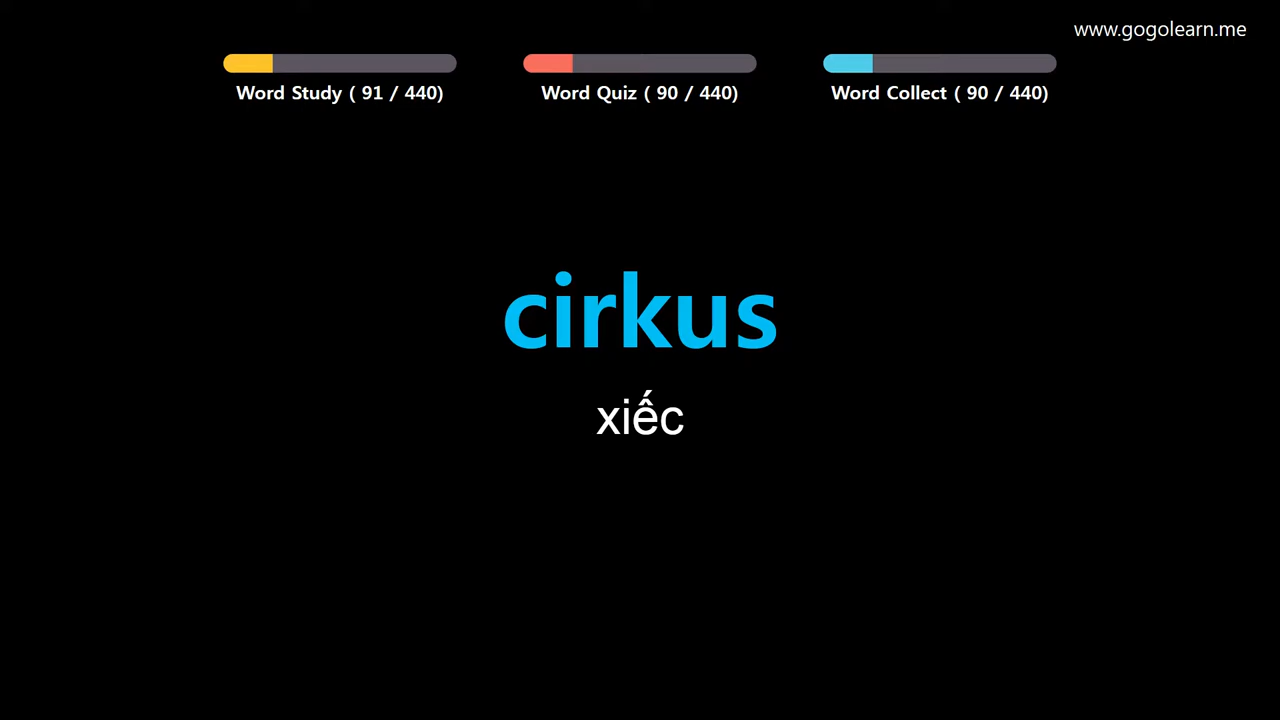 www.gogolearn.me
Word Study ( 91 / 440)
Word Quiz ( 90 / 440)
Word Collect ( 90 / 440)
cirkus
xiếc